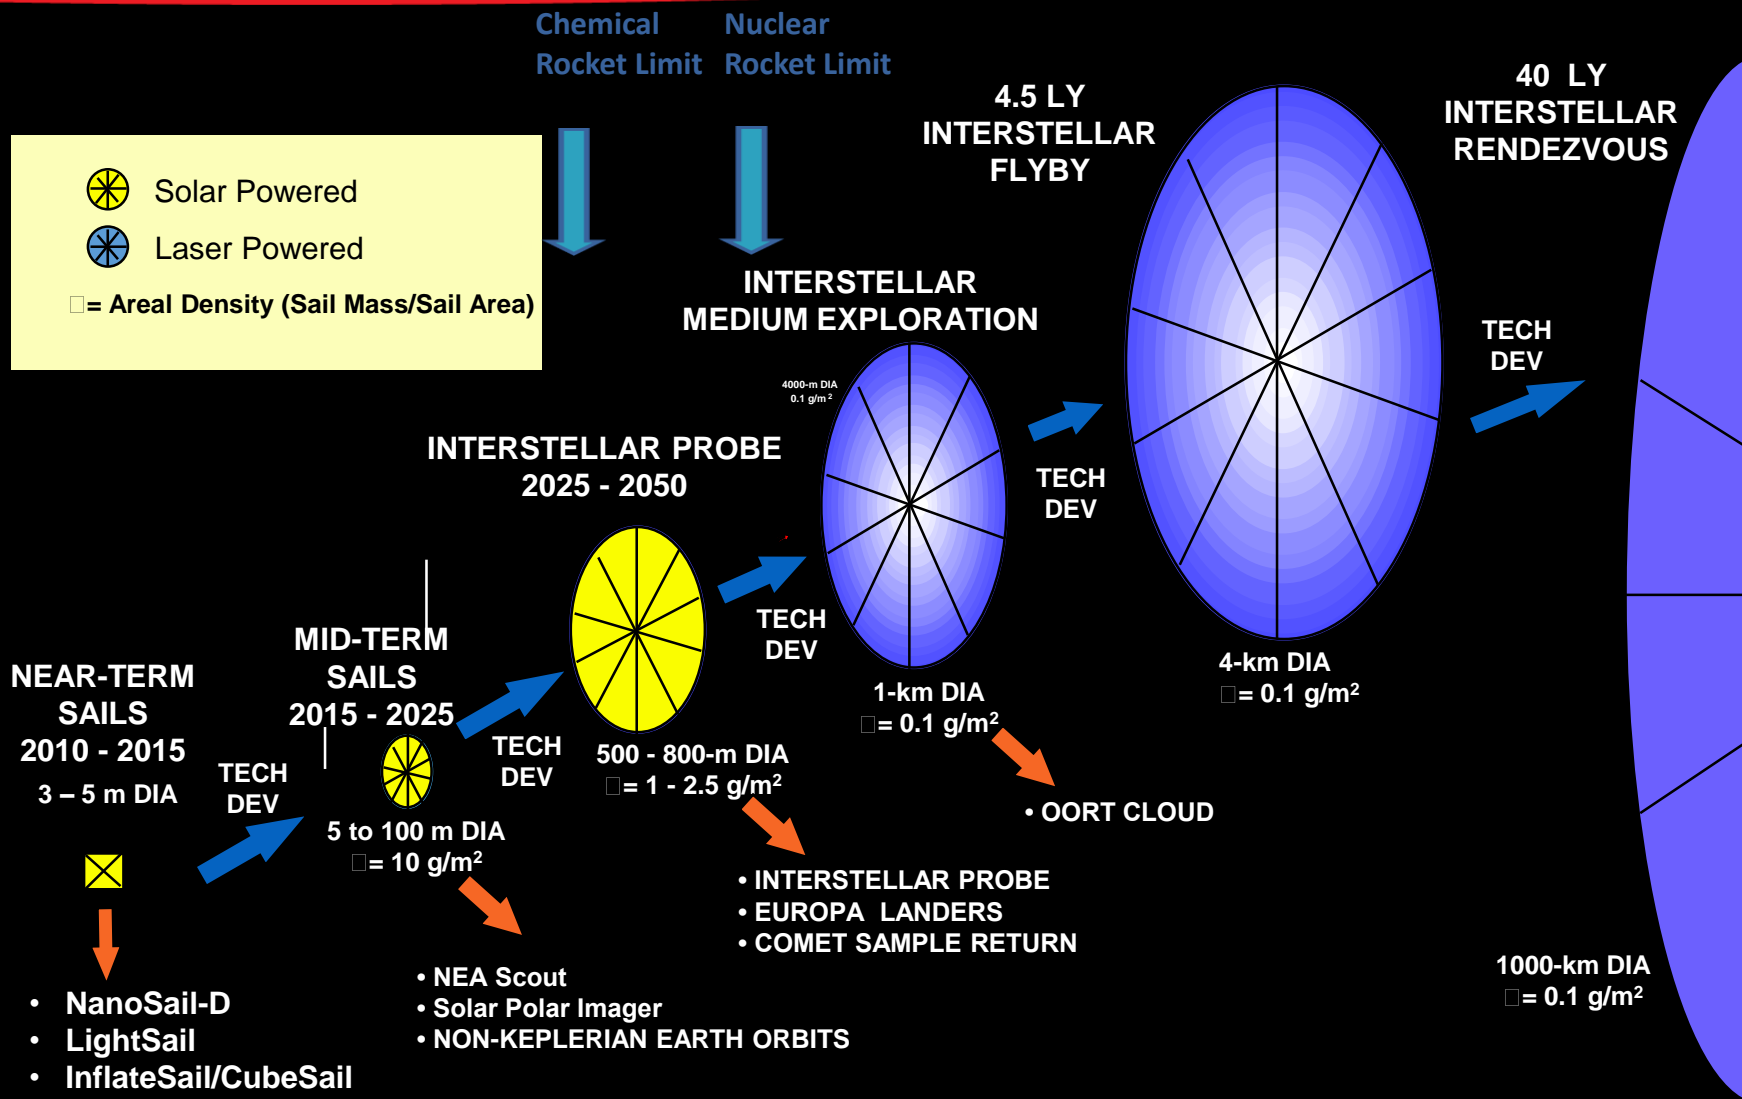 Chemical
Rocket Limit
Nuclear
Rocket Limit
Solar Powered
Laser Powered
□= Areal Density (Sail Mass/Sail Area)
NEAR-TERM
SAILS
2010 - 2015
3 – 5 m DIA
• NanoSail-D
• LightSail
• InflateSail/CubeSail
TECH
DEV
MID-TERM
SAILS
2015 - 2025
5 to 100 m DIA
□= 10 g/m²
• NEA Scout
• Solar Polar Imager
• NON-KEPLERIAN EARTH ORBITS
TECH
DEV
INTERSTELLAR PROBE
2025 - 2050
500 - 800-m DIA
□= 1 - 2.5 g/m²
• INTERSTELLAR PROBE
• EUROPA LANDERS
• COMET SAMPLE RETURN
TECH
DEV
INTERSTELLAR
MEDIUM EXPLORATION
4000-m DIA
0.1 g/m²
1-km DIA
□= 0.1 g/m²
• OORT CLOUD
TECH
DEV
4.5 LY
INTERSTELLAR
FLYBY
4-km DIA
□= 0.1 g/m²
TECH
DEV
40 LY
INTERSTELLAR
RENDEZVOUS
1000-km DIA
□= 0.1 g/m²